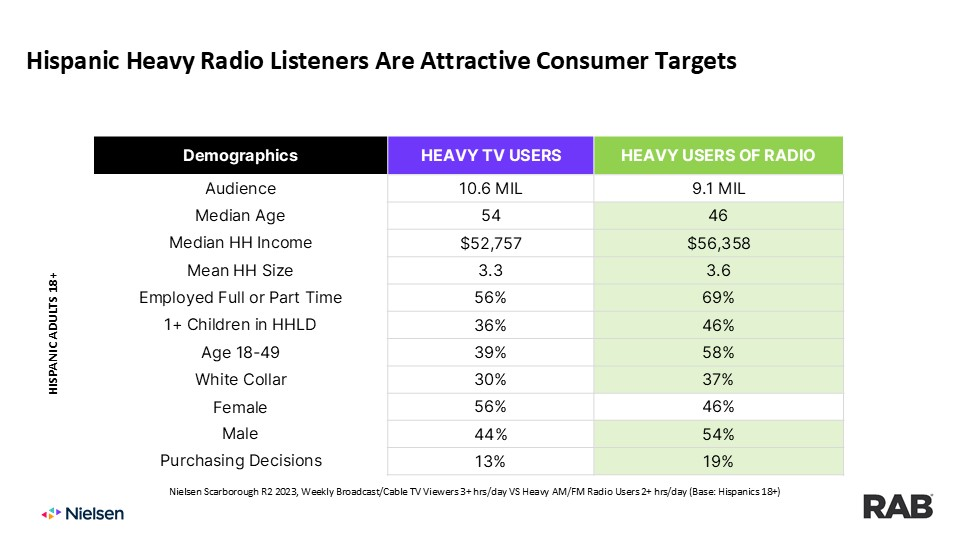 Hispanic Heavy Radio Listeners Are Attractive Consumer Targets
Demographics HEAVY TV USERS HEAVY USERS OF RADIO
Audience 10.6 MIL 9.1 MIL
Median Age 54 46
Median HH Income $52,757 $56,358
Mean HH Size 3.3 3.6
Employed Full or Part Time 56% 69%
1+ Children in HHLD 36% 46%
Age 18-49 39% 58%
White Collar 30% 37%
Female 56% 46%
Male 44% 54%
Purchasing Decisions 13% 19%
HISPANIC ADULTS 18+
Nielsen Scarborough R2 2023, Weekly Broadcast/Cable TV Viewers 3+ hrs/day VS Heavy AM/FM Radio Users 2+ hrs/day (Base: Hispanics 18+)
Nielsen
RAB